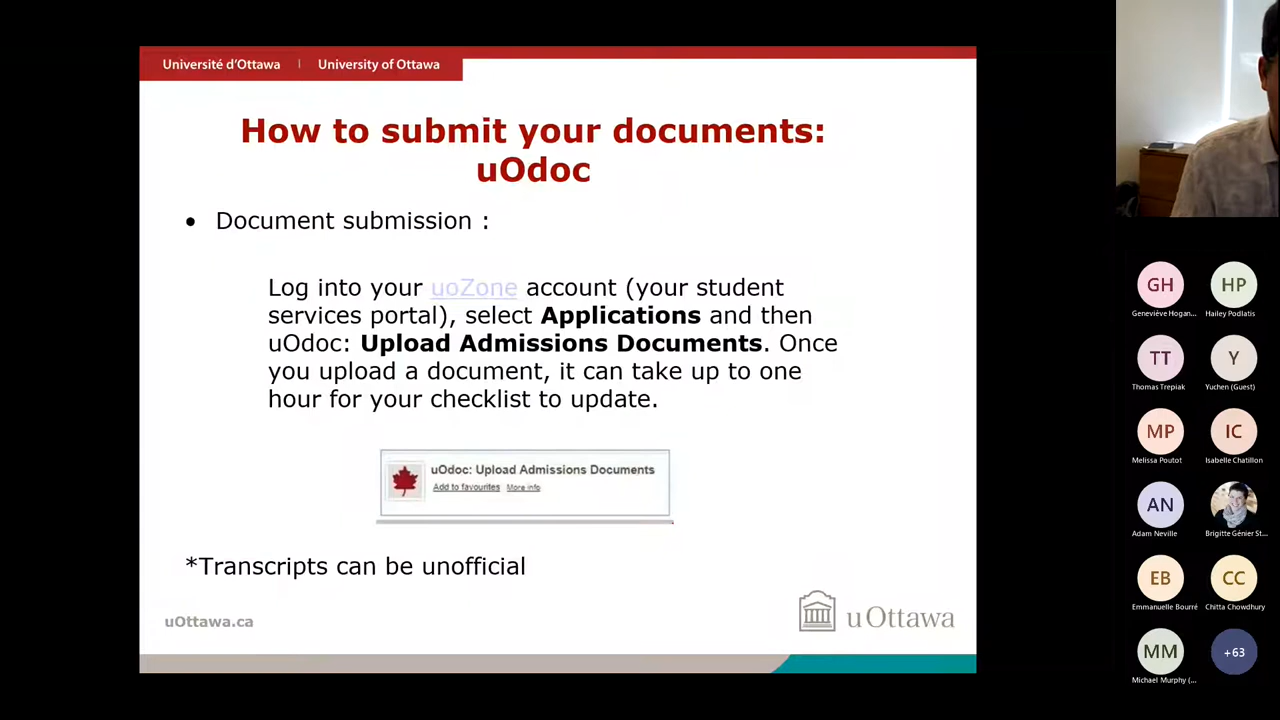 Université d'Ottawa | University of Ottawa
How to submit your documents:
uOdoc
• Document submission :
Log into your uoZone account (your student
services portal), select Applications and then
uOdoc: Upload Admissions Documents. Once
you upload a document, it can take up to one
hour for your checklist to update.
uOdoc: Upload Admissions Documents
Add to favourites More info
*Transcripts can be unofficial
uOttawa.ca
uOttawa
GH HP
Geneviève Hogan... Hailey Podlatis
TT Y
Thomas Trepiak Yuchen (Guest)
MP IC
Melissa Poutot Isabelle Chatillon
AN
Adam Neville Brigitte Génier St...
EB CC
Emmanuelle Bourré Chitta Chowdhury
MM +63
Michael Murphy (...